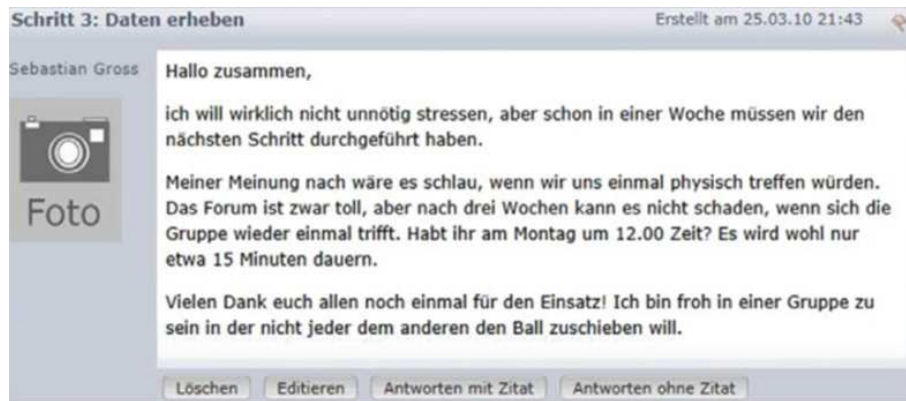 Schritt 3: Daten erheben
Erstellt am 25.03.10 21:43
Sebastian Gross
Foto
Hallo zusammen,
ich will wirklich nicht unnötig stressen, aber schon in einer Woche müssen wir den
nächsten Schritt durchgeführt haben.
Meiner Meinung nach wäre es schlau, wenn wir uns einmal physisch treffen würden.
Das Forum ist zwar toll, aber nach drei Wochen kann es nicht schaden, wenn sich die
Gruppe wieder einmal trifft. Habt ihr am Montag um 12.00 Zeit? Es wird wohl nur
etwa 15 Minuten dauern.
Vielen Dank euch allen noch einmal für den Einsatz! Ich bin froh in einer Gruppe zu
sein in der nicht jeder dem anderen den Ball zuschieben will.
Löschen
Editieren
Antworten mit Zitat
Antworten ohne Zitat